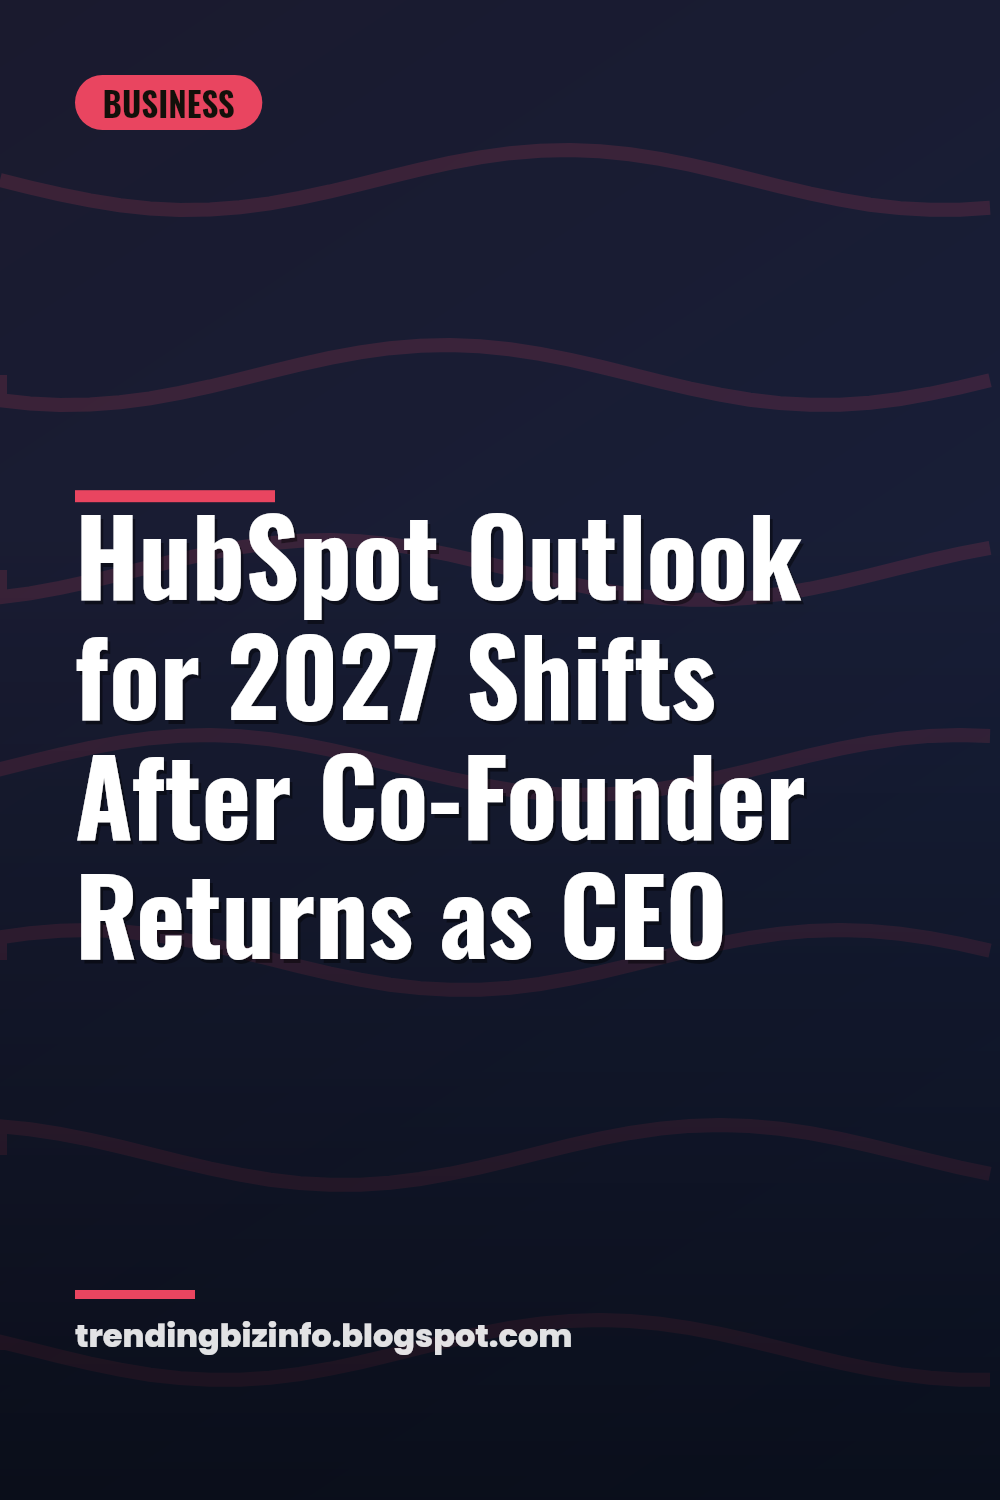 BUSINESS
HubSpot Outlook
for 2027 Shifts
After Co-Founder
Returns as CEO
trendingbizinfo.blogspot.com